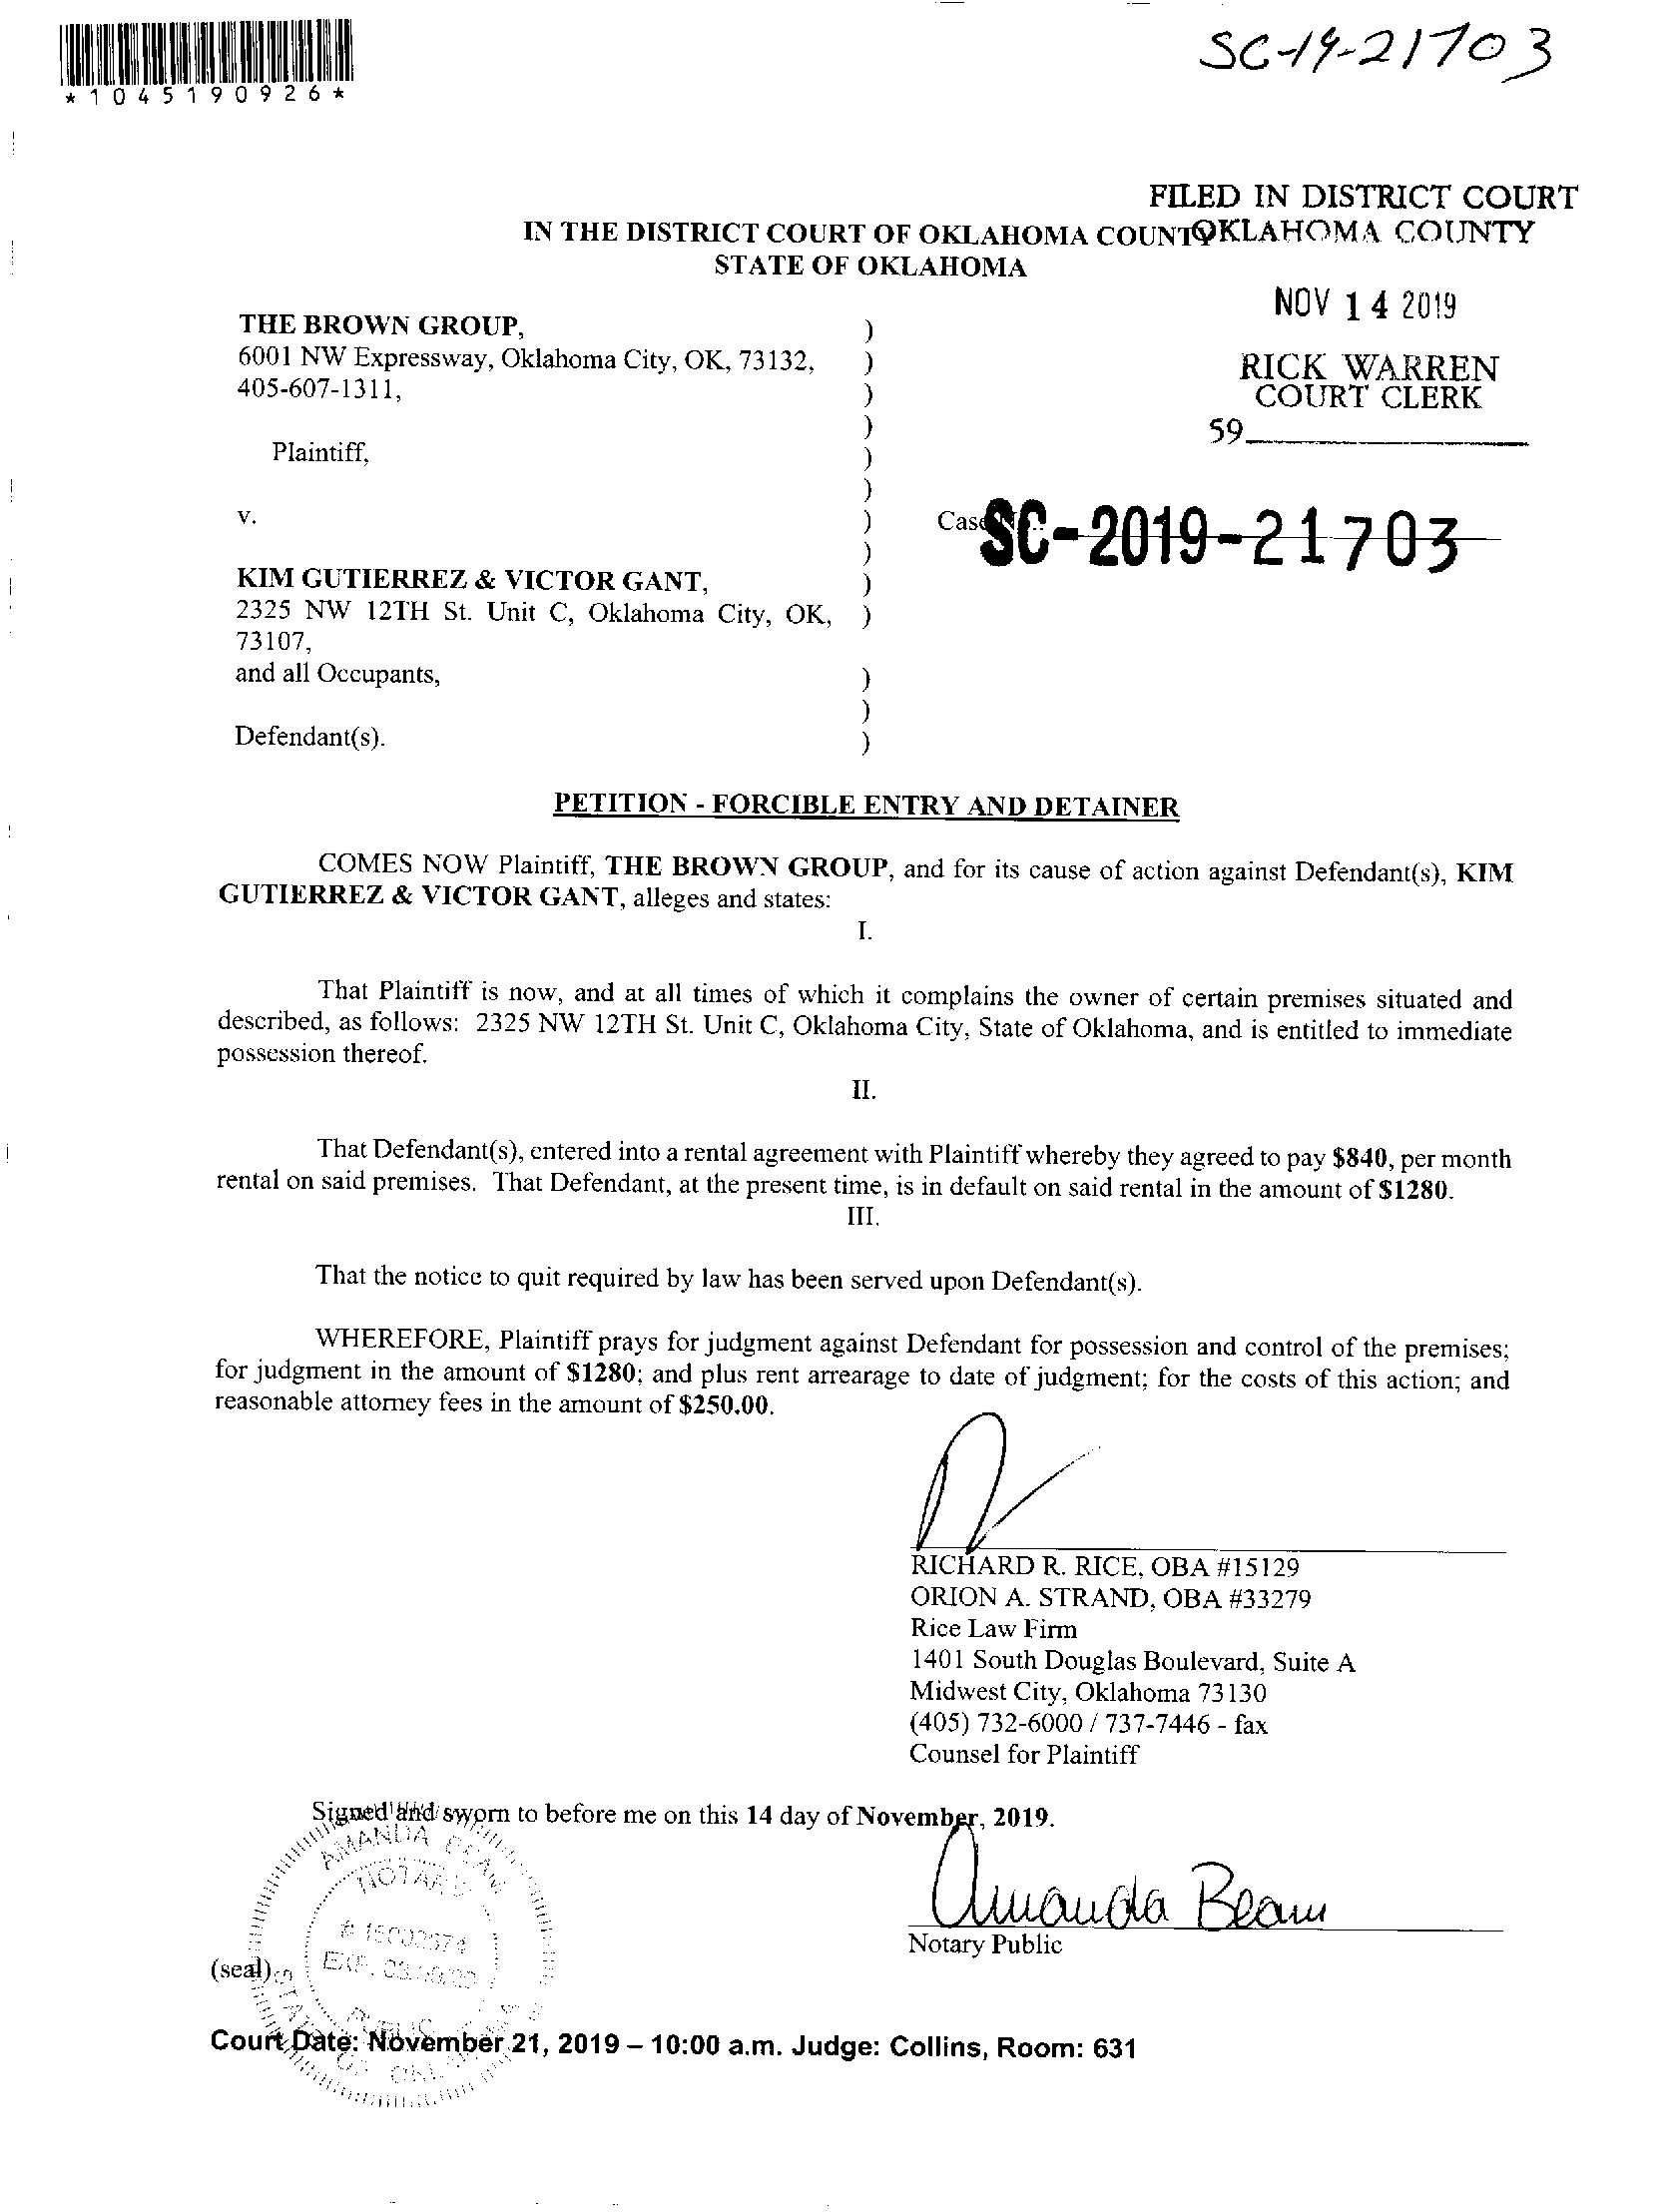 *1045190926*
SC-19-21703
FILED IN DISTRICT COURT
OKLAHOMA COUNTY
IN THE DISTRICT COURT OF OKLAHOMA COUNTY
STATE OF OKLAHOMA
NOV 14 2019
RICK WARREN
COURT CLERK
59
THE BROWN GROUP, )
6001 NW Expressway, Oklahoma City, OK, 73132, )
405-607-1311, )
)
Plaintiff, )
)
v. )
)
Case No.:
SC-2019-21703
KIM GUTIERREZ & VICTOR GANT, )
2325 NW 12TH St. Unit C, Oklahoma City, OK, )
73107,
and all Occupants, )
)
Defendant(s). )
PETITION - FORCIBLE ENTRY AND DETAINER
COMES NOW Plaintiff, THE BROWN GROUP, and for its cause of action against Defendant(s), KIM
GUTIERREZ & VICTOR GANT, alleges and states:
I.
That Plaintiff is now, and at all times of which it complains the owner of certain premises situated and
described, as follows: 2325 NW 12TH St. Unit C, Oklahoma City, State of Oklahoma, and is entitled to immediate
possession thereof.
II.
That Defendant(s), entered into a rental agreement with Plaintiff whereby they agreed to pay $840, per month
rental on said premises. That Defendant, at the present time, is in default on said rental in the amount of $1280.
III.
That the notice to quit required by law has been served upon Defendant(s).
WHEREFORE, Plaintiff prays for judgment against Defendant for possession and control of the premises;
for judgment in the amount of $1280; and plus rent arrearage to date of judgment; for the costs of this action; and
reasonable attorney fees in the amount of $250.00.
RICHARD R. RICE, OBA #15129
ORION A. STRAND, OBA #33279
Rice Law Firm
1401 South Douglas Boulevard, Suite A
Midwest City, Oklahoma 73130
(405) 732-6000 / 737-7446 - fax
Counsel for Plaintiff
Signed and sworn to before me on this 14 day of November, 2019.
AMANDA BEAM
NOTARY
PUBLIC
Amanda Beam
Notary Public
(seal)
Court Date: November 21, 2019 – 10:00 a.m. Judge: Collins, Room: 631